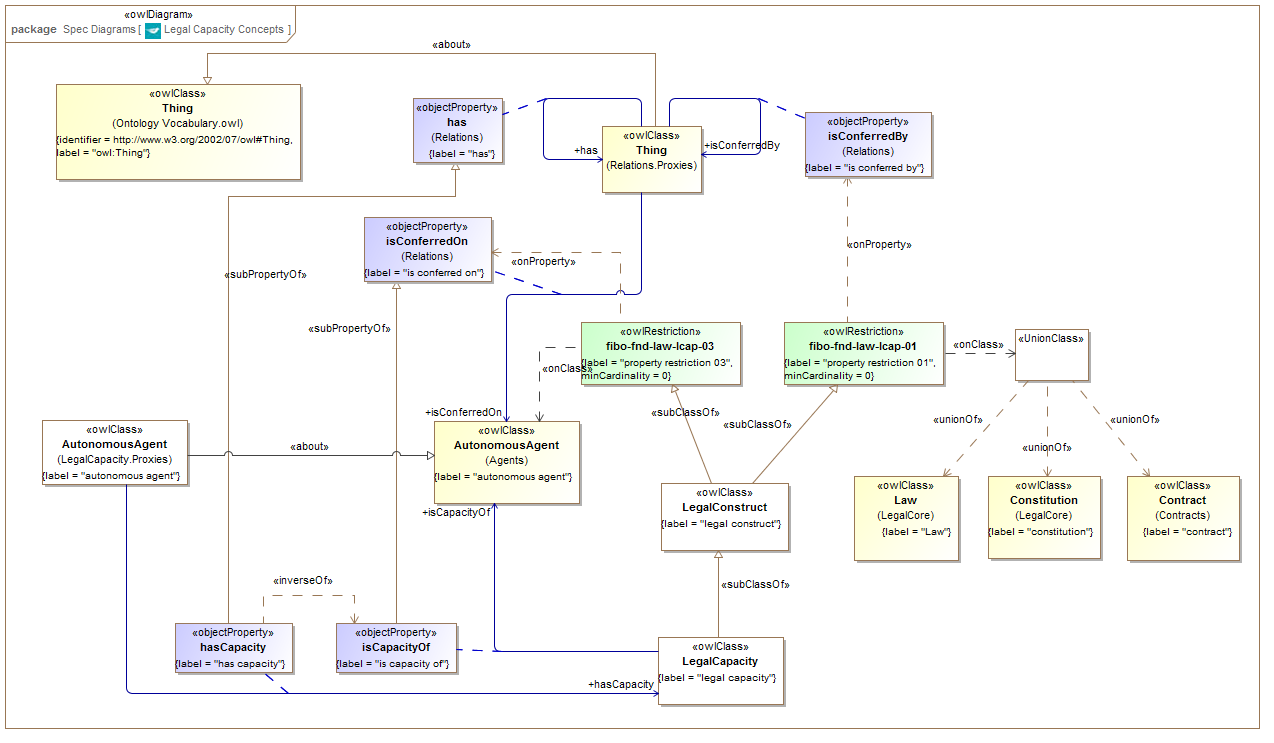 «owlDiagram»
package Spec Diagrams [ Legal Capacity Concepts ]
«about»
«owlClass»
Thing
(Ontology Vocabulary.owl)
{identifier = http://www.w3.org/2002/07/owl#Thing,
label = "owl:Thing"}
«objectProperty»
has
(Relations)
{label = "has"}
+has
«owlClass»
Thing
(Relations.Proxies)
+isConferredBy
«objectProperty»
isConferredBy
(Relations)
{label = "is conferred by"}
«objectProperty»
isConferredOn
(Relations)
{label = "is conferred on"}
«onProperty»
«onProperty»
«subPropertyOf»
«subPropertyOf»
«owlRestriction»
fibo-fnd-law-lcap-03
{label = "property restriction 03",
minCardinality = 0}
«owlRestriction»
fibo-fnd-law-lcap-01
{label = "property restriction 01",
minCardinality = 0}
«onClass»
«UnionClass»
«onClass»
+isConferredOn
«subClassOf»
«subClassOf»
«unionOf»
«unionOf»
«unionOf»
«owlClass»
AutonomousAgent
(LegalCapacity.Proxies)
{label = "autonomous agent"}
«about»
«owlClass»
AutonomousAgent
(Agents)
{label = "autonomous agent"}
+isCapacityOf
«owlClass»
LegalConstruct
{label = "legal construct"}
«owlClass»
Law
(LegalCore)
{label = "Law"}
«owlClass»
Constitution
(LegalCore)
{label = "constitution"}
«owlClass»
Contract
(Contracts)
{label = "contract"}
«inverseOf»
«subClassOf»
«objectProperty»
hasCapacity
{label = "has capacity"}
«objectProperty»
isCapacityOf
{label = "is capacity of"}
«owlClass»
LegalCapacity
{label = "legal capacity"}
+hasCapacity